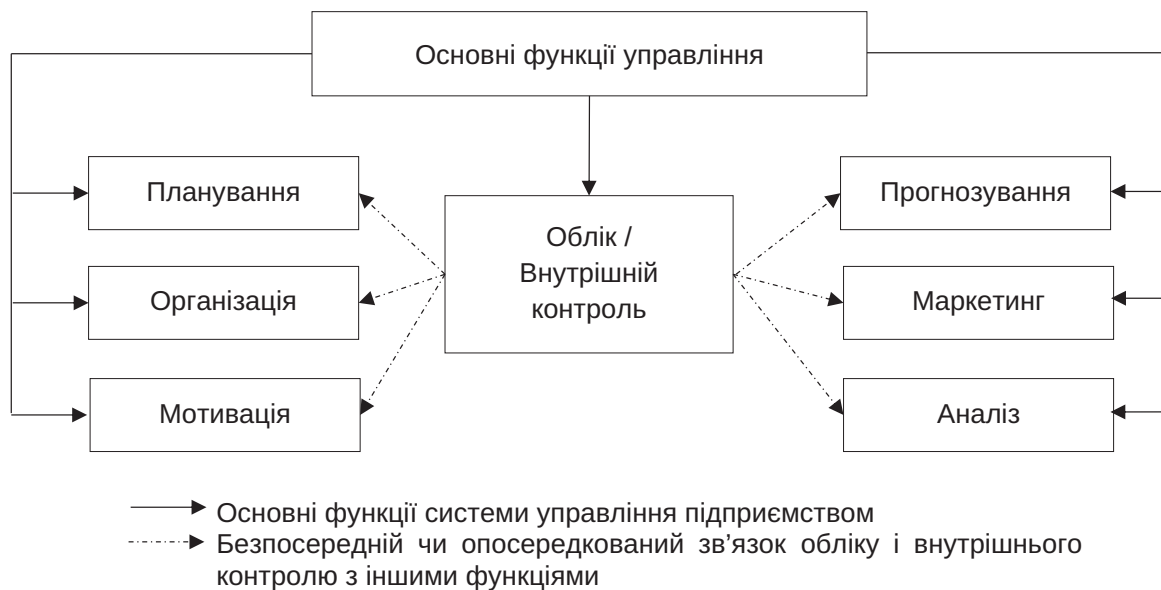 Основні функції управління
Планування
Організація
Мотивація
Облік /
Внутрішній
контроль
Прогнозування
Маркетинг
Аналіз
Основні функції системи управління підприємством
Безпосередній чи опосередкований зв’язок обліку і внутрішнього
контролю з іншими функціями